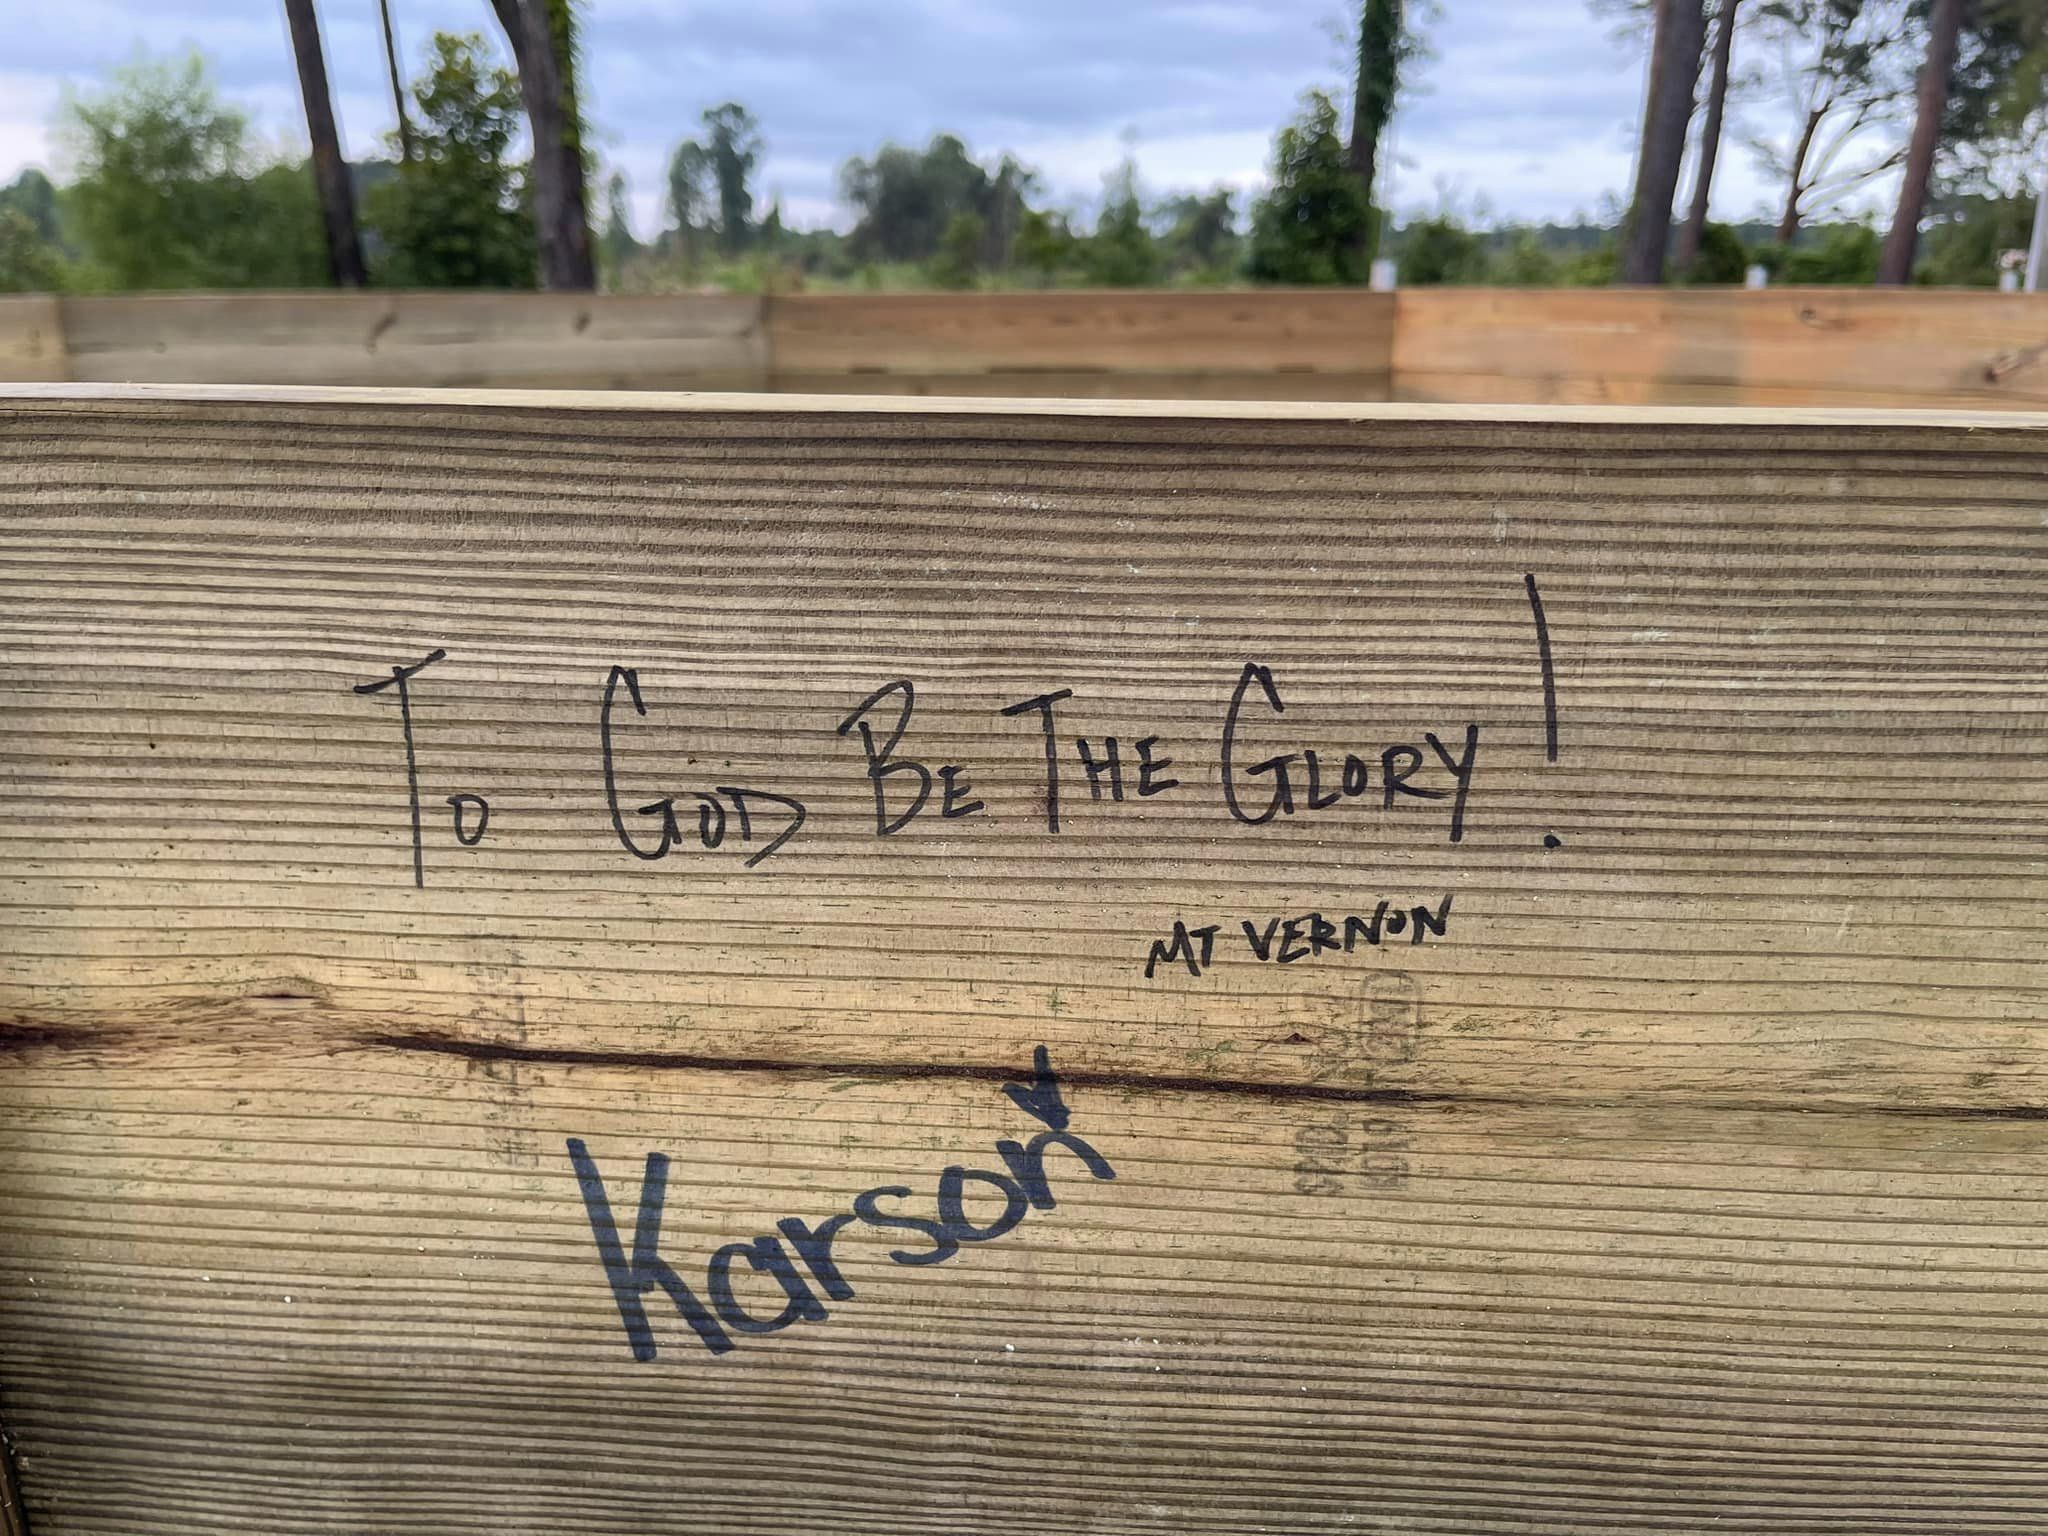 To GOD BE THE GLORY!
MT VERNON
Karson